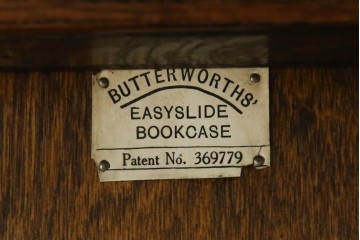 BUTTERWORTHS'
EASYSLIDE
BOOKCASE
Patent No. 369779